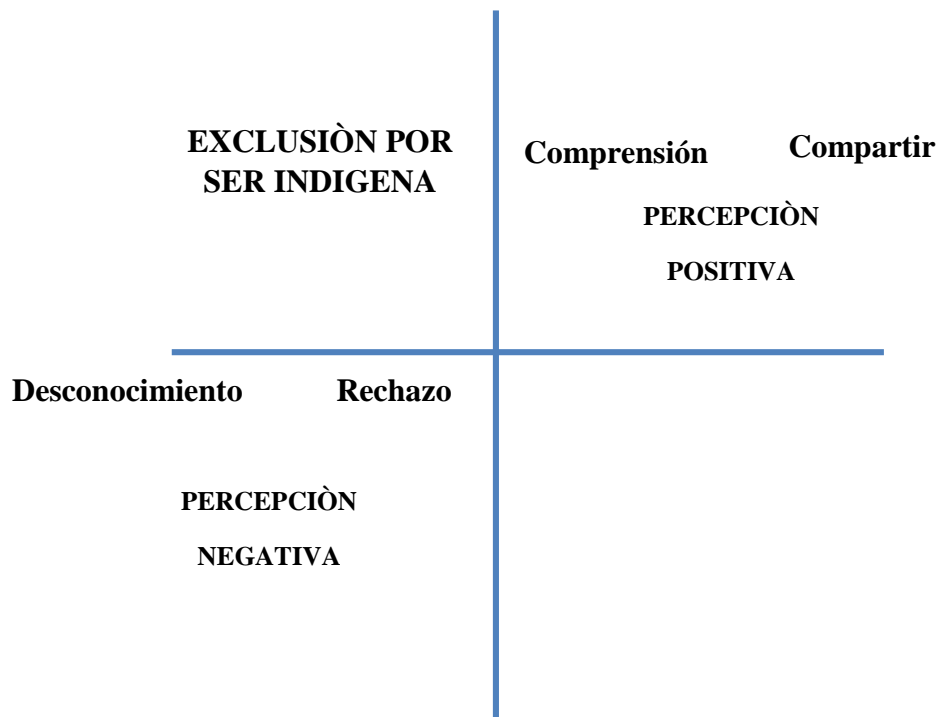 EXCLUSIÒN POR
SER INDIGENA
Comprensión
Compartir
PERCEPCIÒN
POSITIVA
Desconocimiento
Rechazo
PERCEPCIÒN
NEGATIVA